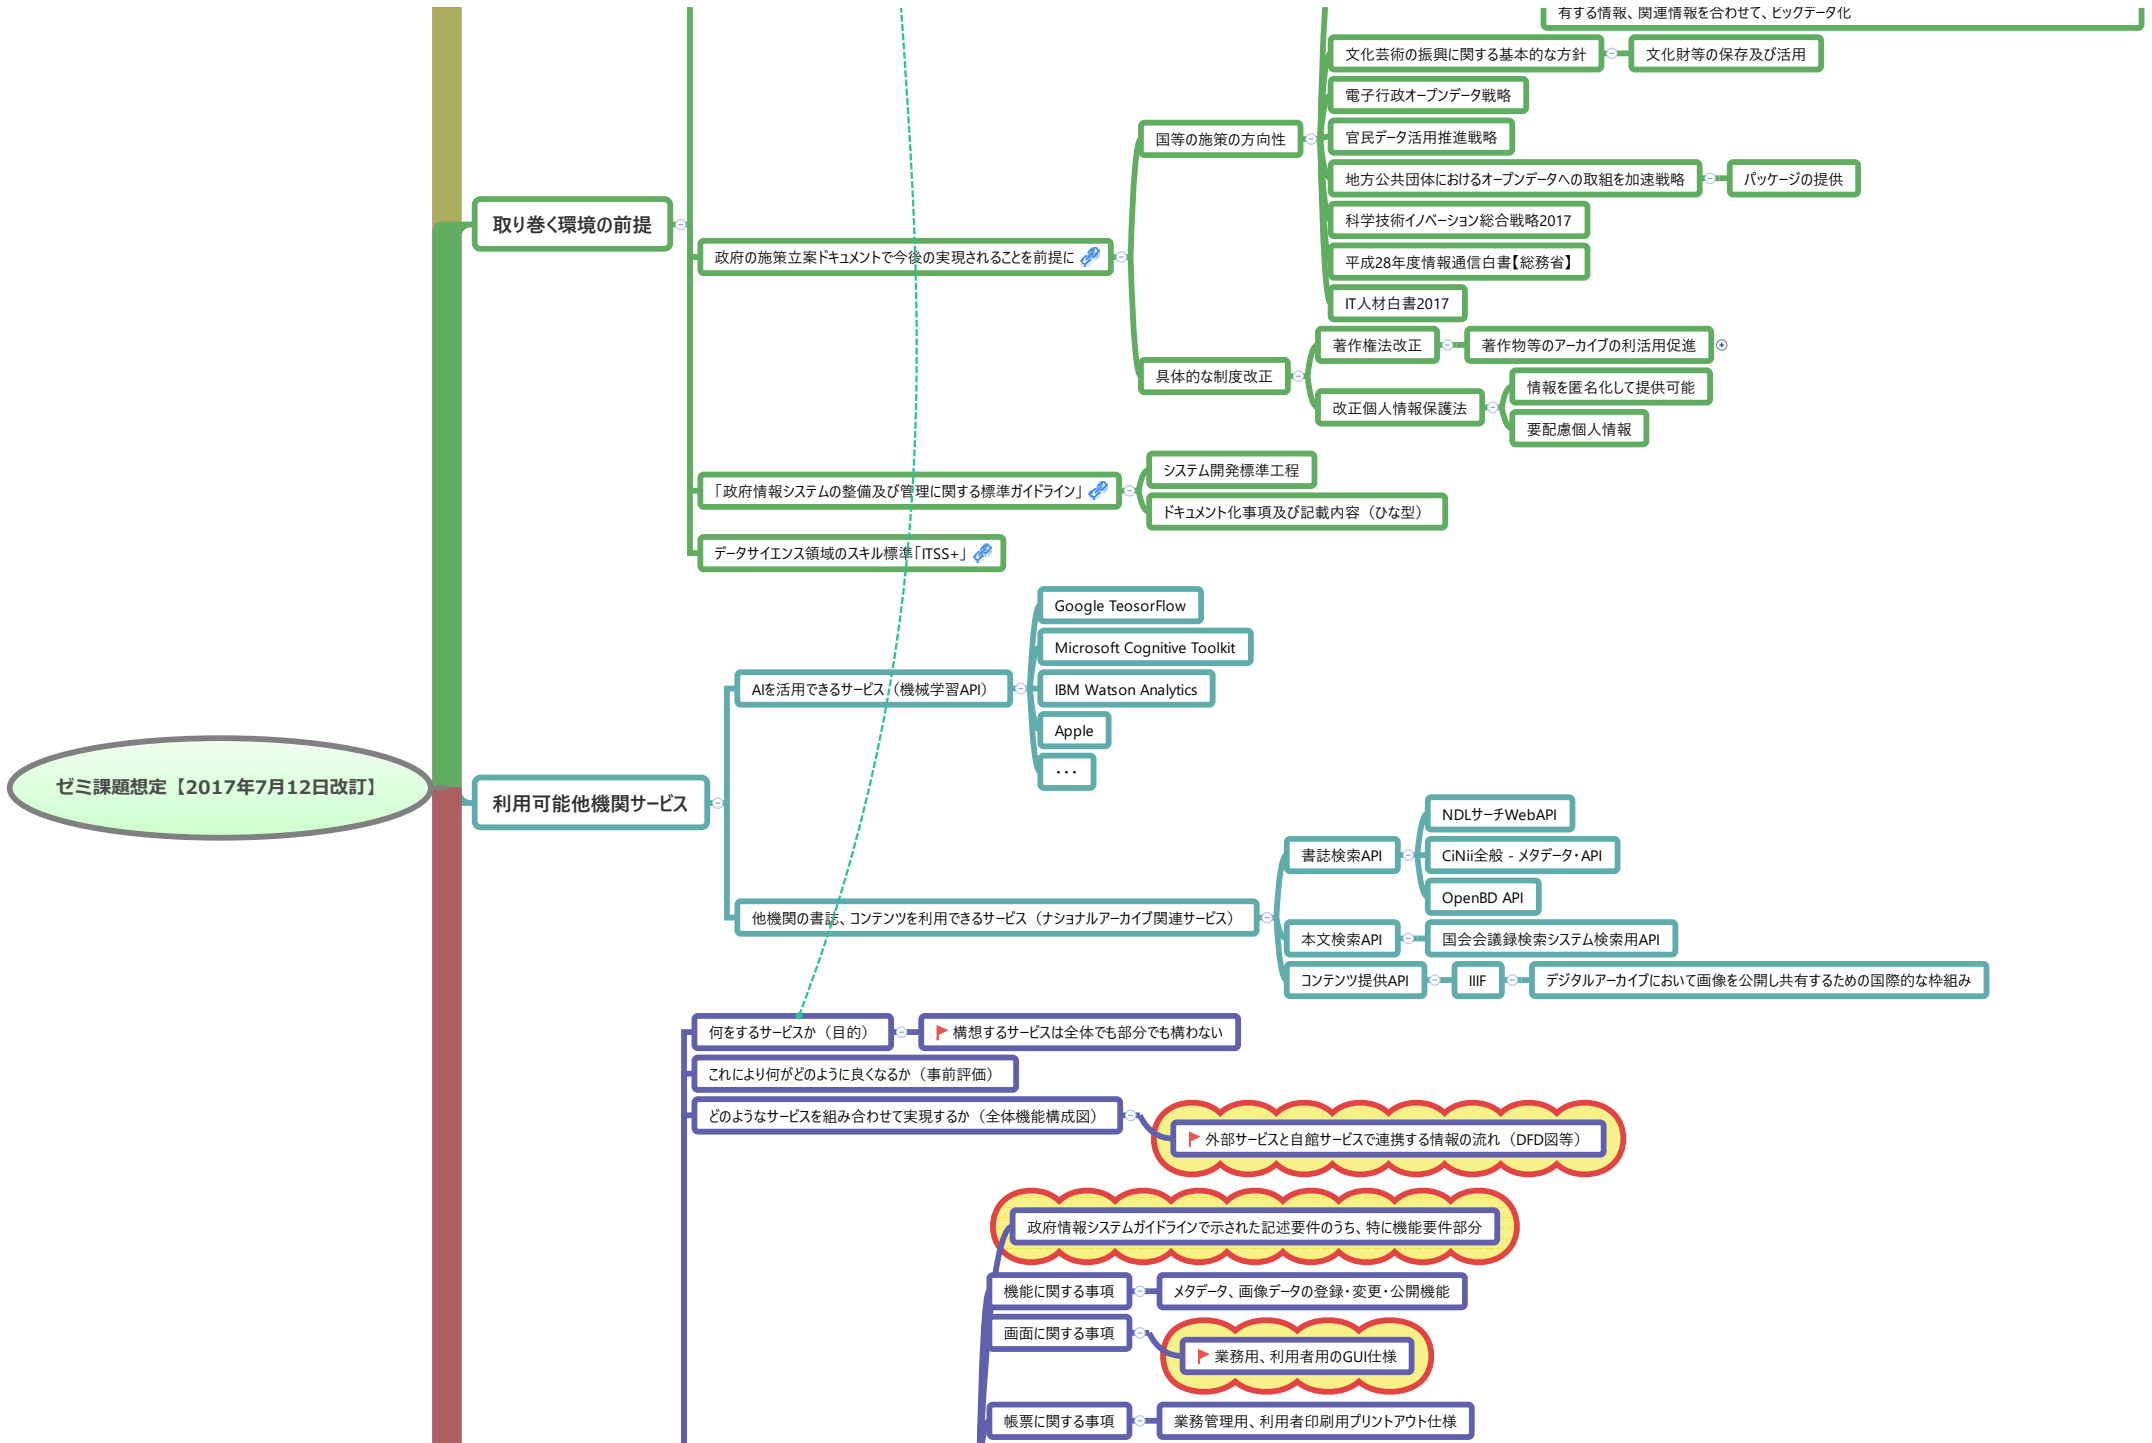 有する情報、関連情報を合わせて、ビックデータ化
文化芸術の振興に関する基本的な方針
文化財等の保存及び活用
電子行政オープンデータ戦略
国等の施策の方向性
官民データ活用推進戦略
地方公共団体におけるオープンデータへの取組を加速戦略
パッケージの提供
取り巻く環境の前提
科学技術イノベーション総合戦略2017
政府の施策立案ドキュメントで今後の実現されることを前提に
平成28年度情報通信白書【総務省】
IT人材白書2017
著作権法改正
著作物等のアーカイブの利活用促進
具体的な制度改正
情報を匿名化して提供可能
改正個人情報保護法
要配慮個人情報
システム開発標準工程
「政府情報システムの整備及び管理に関する標準ガイドライン」
ドキュメント化事項及び記載内容（ひな型）
データサイエンス領域のスキル標準「ITSS+」
Google TeosorFlow
Microsoft Cognitive Toolkit
AIを活用できるサービス（機械学習API）
IBM Watson Analytics
Apple
・・・
ゼミ課題想定【2017年7月12日改訂】
利用可能他機関サービス
NDLサーチWebAPI
書誌検索API
CiNii全般 - メタデータ・API
OpenBD API
他機関の書誌、コンテンツを利用できるサービス（ナショナルアーカイブ関連サービス）
本文検索API
国会会議録検索システム検索用API
コンテンツ提供API
IIIF
デジタルアーカイブにおいて画像を公開し共有するための国際的な枠組み
何をするサービスか（目的）
構想するサービスは全体でも部分でも構わない
これにより何がどのように良くなるか（事前評価）
どのようなサービスを組み合わせて実現するか（全体機能構成図）
外部サービスと自館サービスで連携する情報の流れ（DFD図等）
政府情報システムガイドラインで示された記述要件のうち、特に機能要件部分
機能に関する事項
メタデータ、画像データの登録・変更・公開機能
画面に関する事項
業務用、利用者用のGUI仕様
帳票に関する事項
業務管理用、利用者印刷用プリントアウト仕様